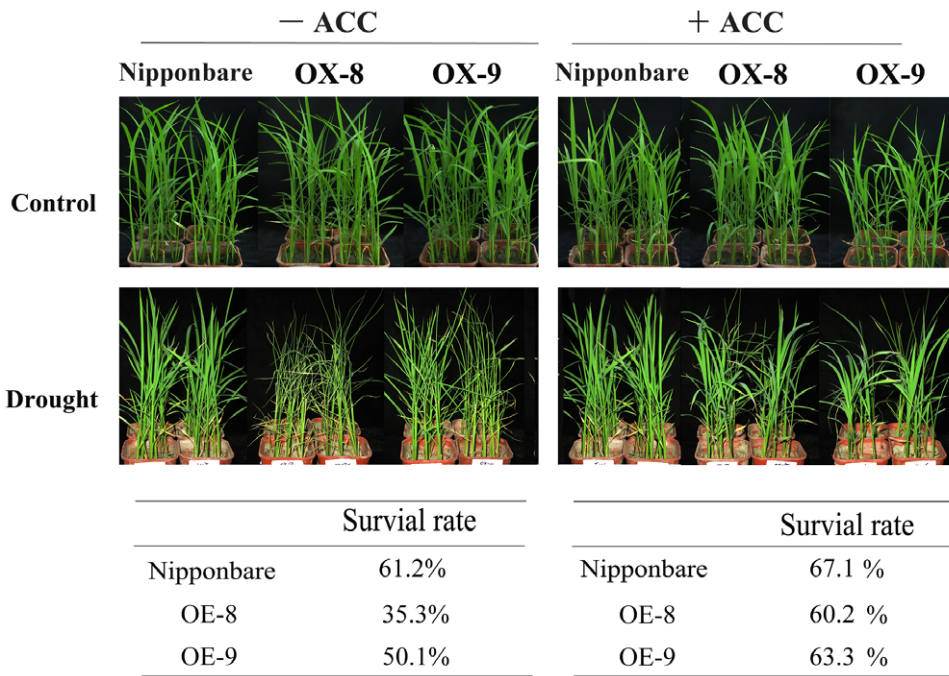 — ACC
+ ACC
Nipponbare OX-8 OX-9
Nipponbare OX-8 OX-9
Control
Drought
Survial rate
Nipponbare 61.2%
OE-8 35.3%
OE-9 50.1%
Survial rate
Nipponbare 67.1 %
OE-8 60.2 %
OE-9 63.3 %